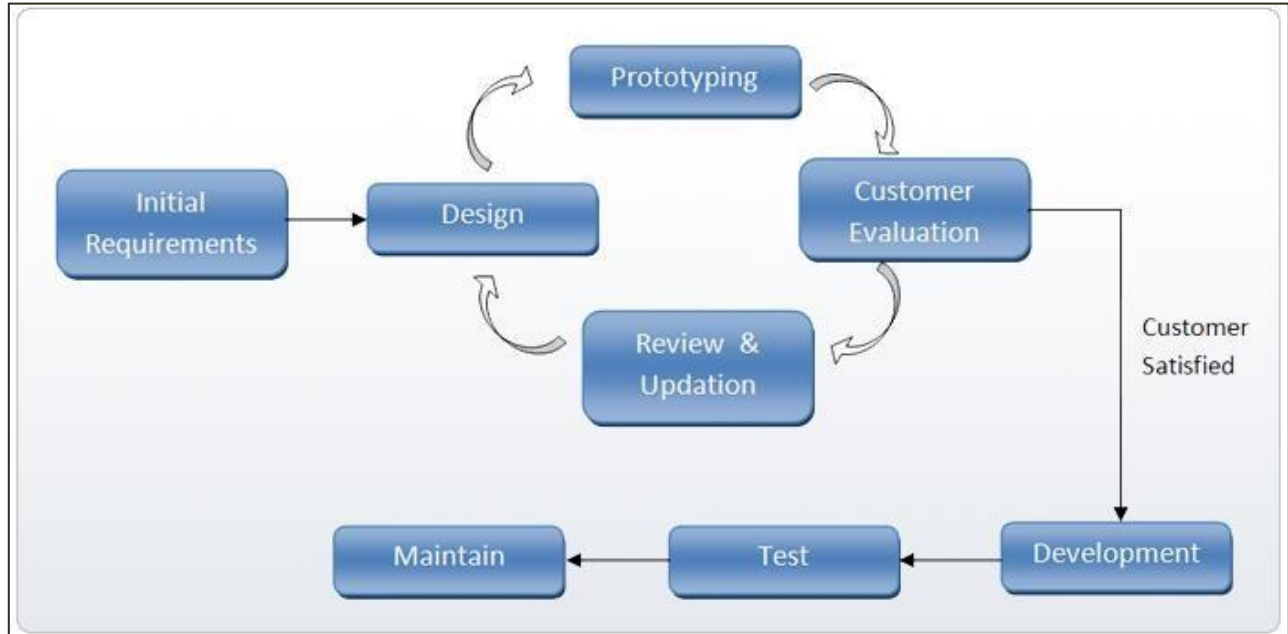 Prototyping
Initial
Requirements
Design
Customer
Evaluation
Review & 
Updation
Customer
Satisfied
Maintain
Test
Development